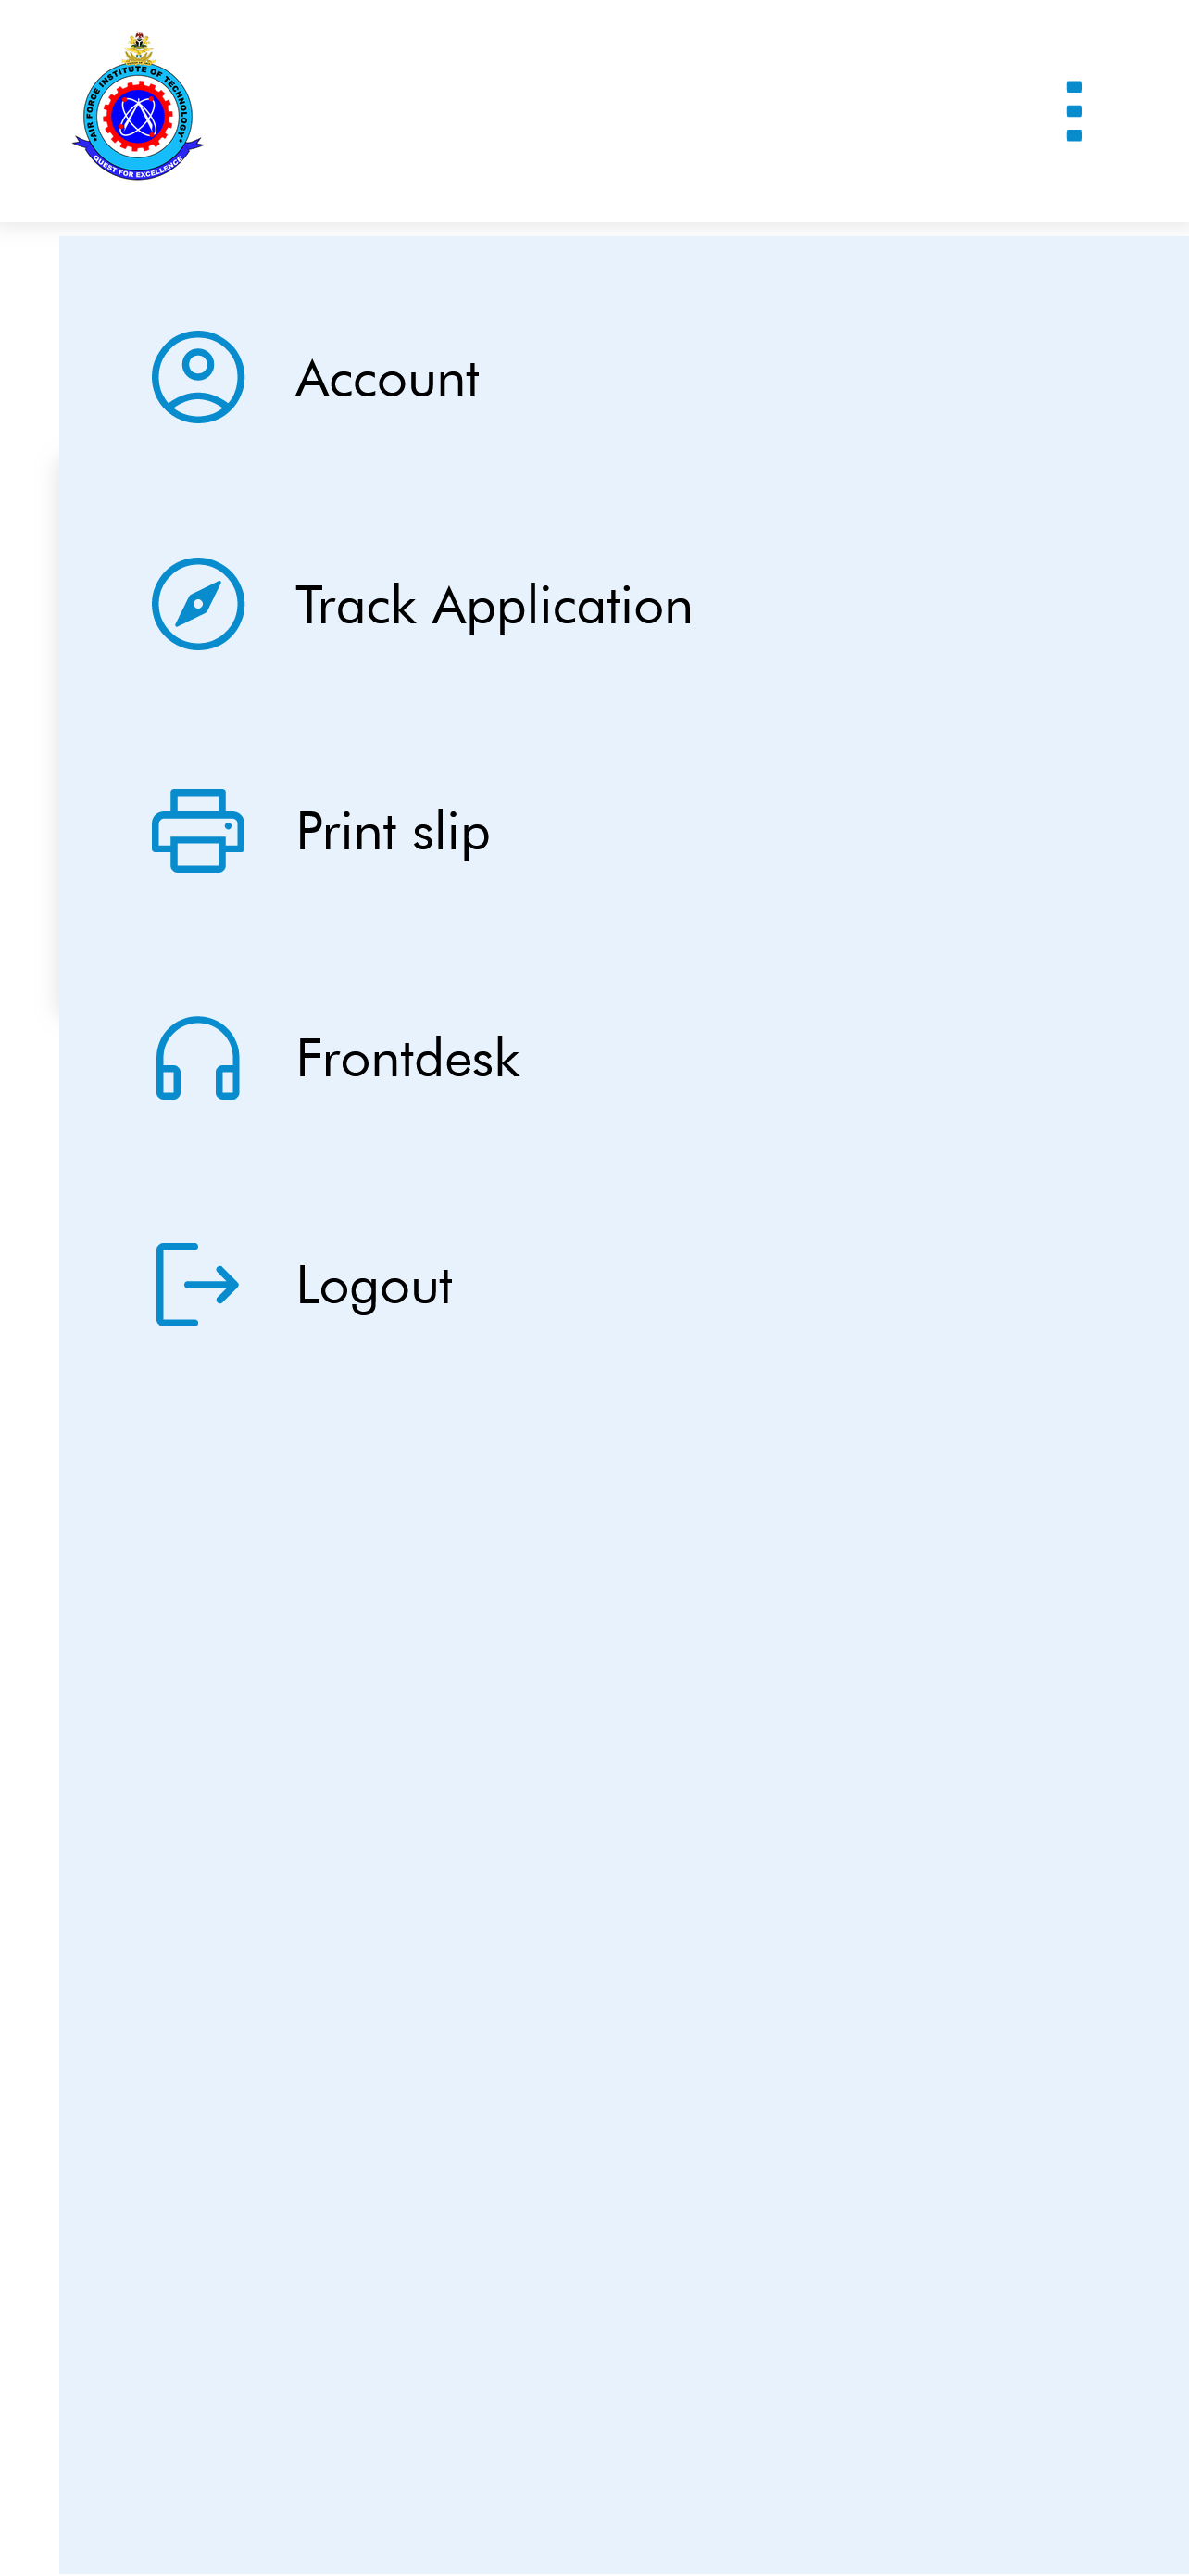 AIR FORCE INSTITUTE OF TECHNOLOGY
QUEST FOR EXCELLENCE
Account
Track Application
Print slip
Frontdesk
Logout